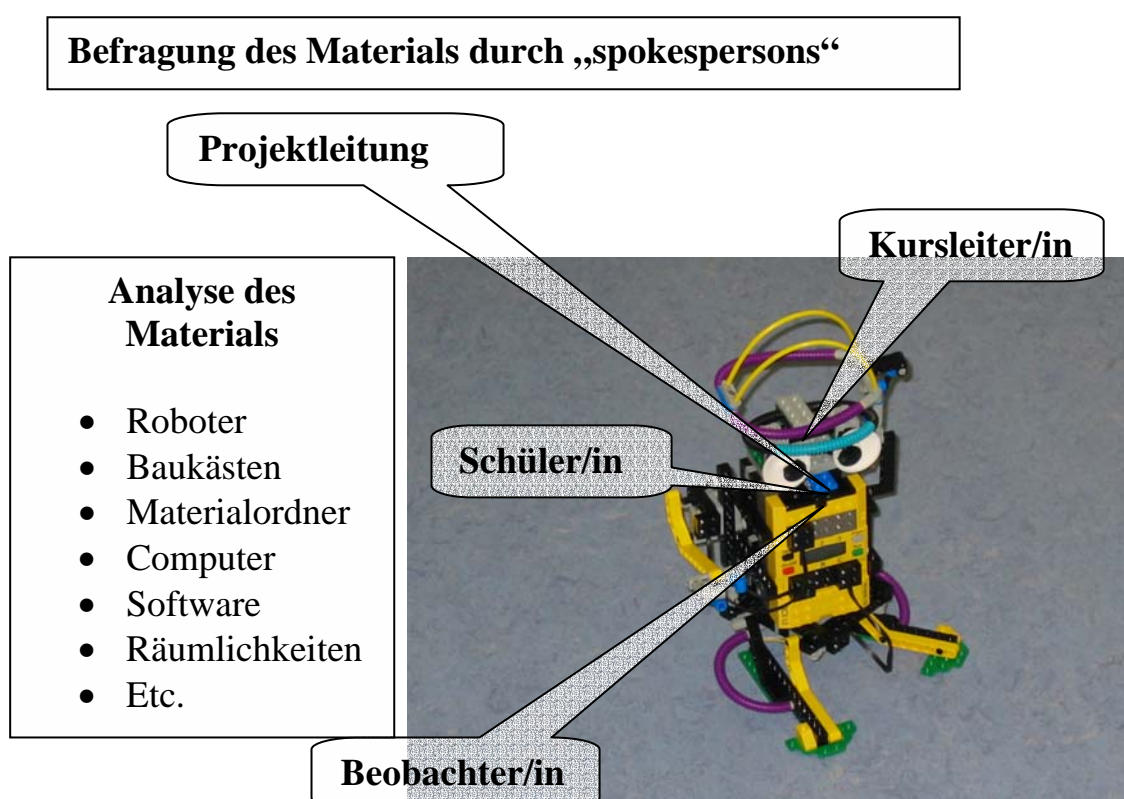 Befragung des Materials durch „spokespersons“
Projektleitung
Kursleiter/in
Analyse des
Materials
• Roboter
• Baukästen
• Materialordner
• Computer
• Software
• Räumlichkeiten
• Etc.
Schüler/in
Beobachter/in